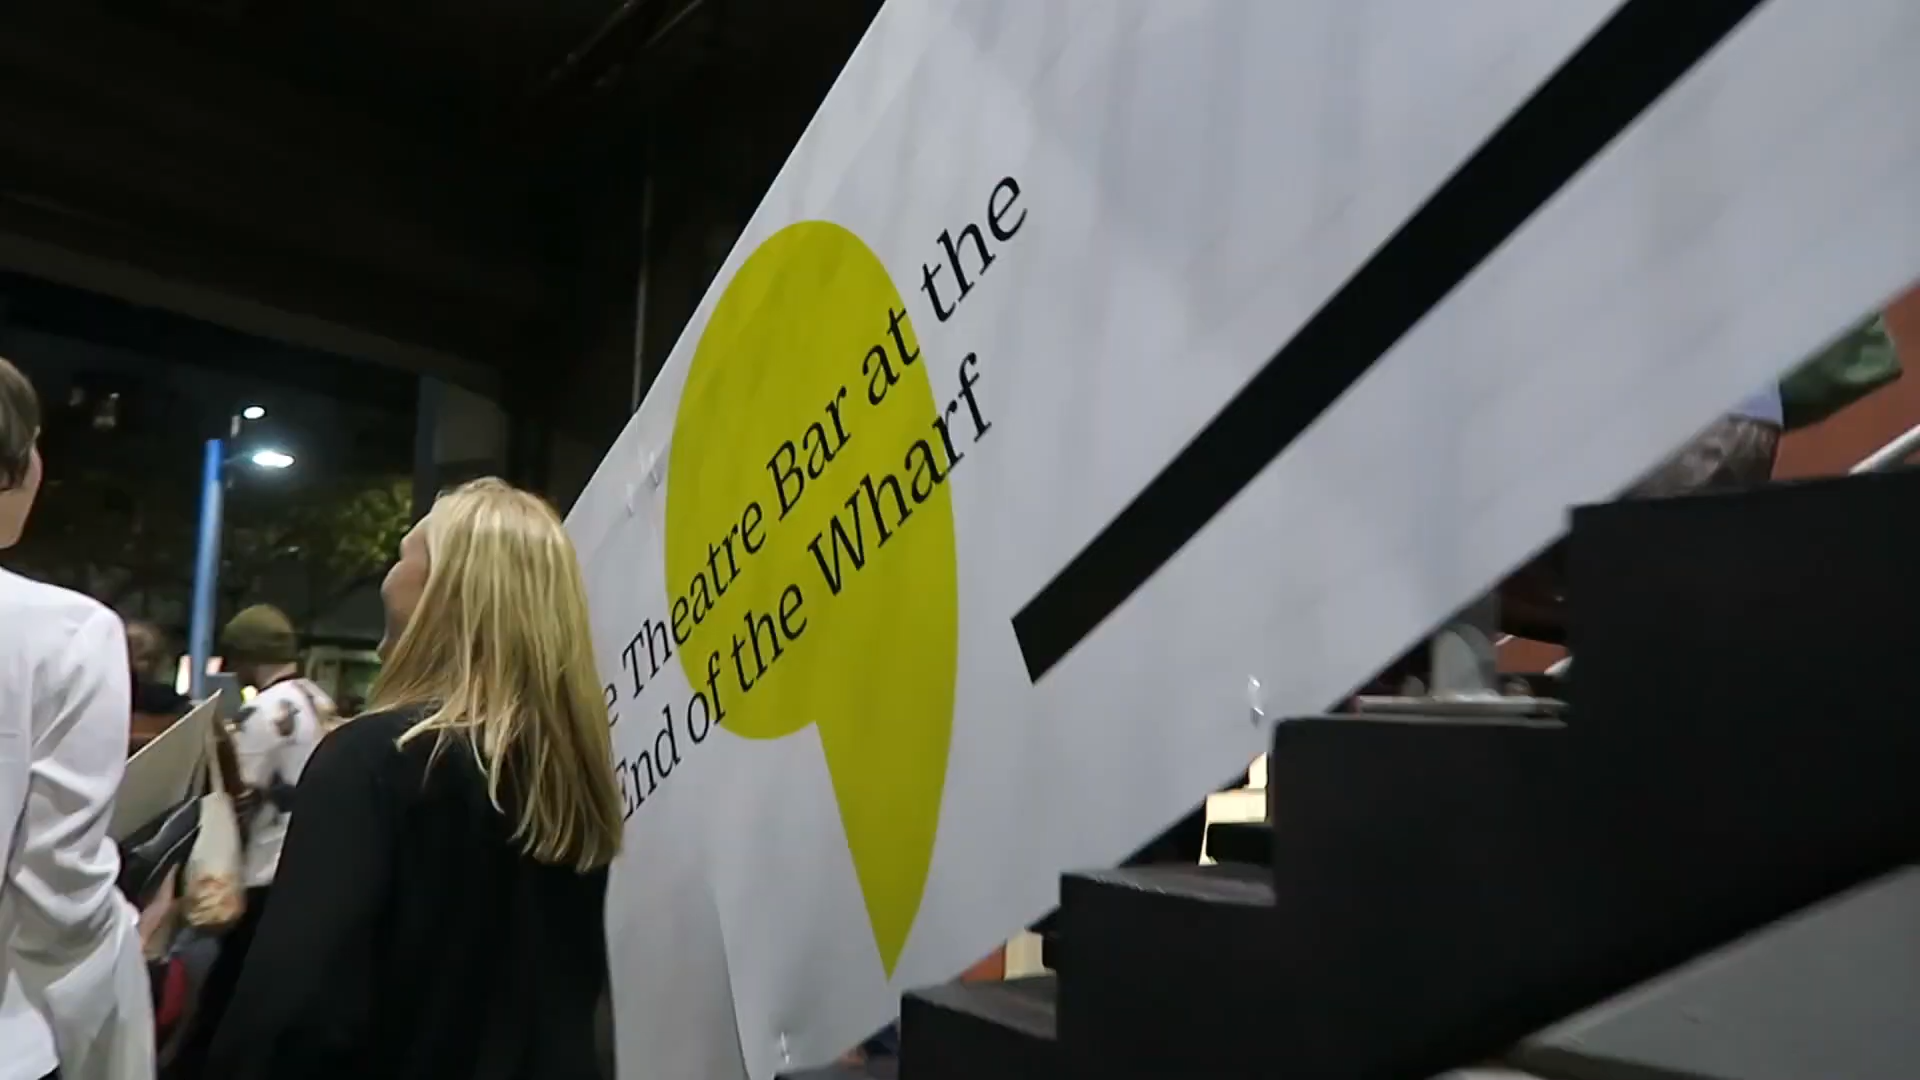 Theatre Bar at the
End of the Wharf